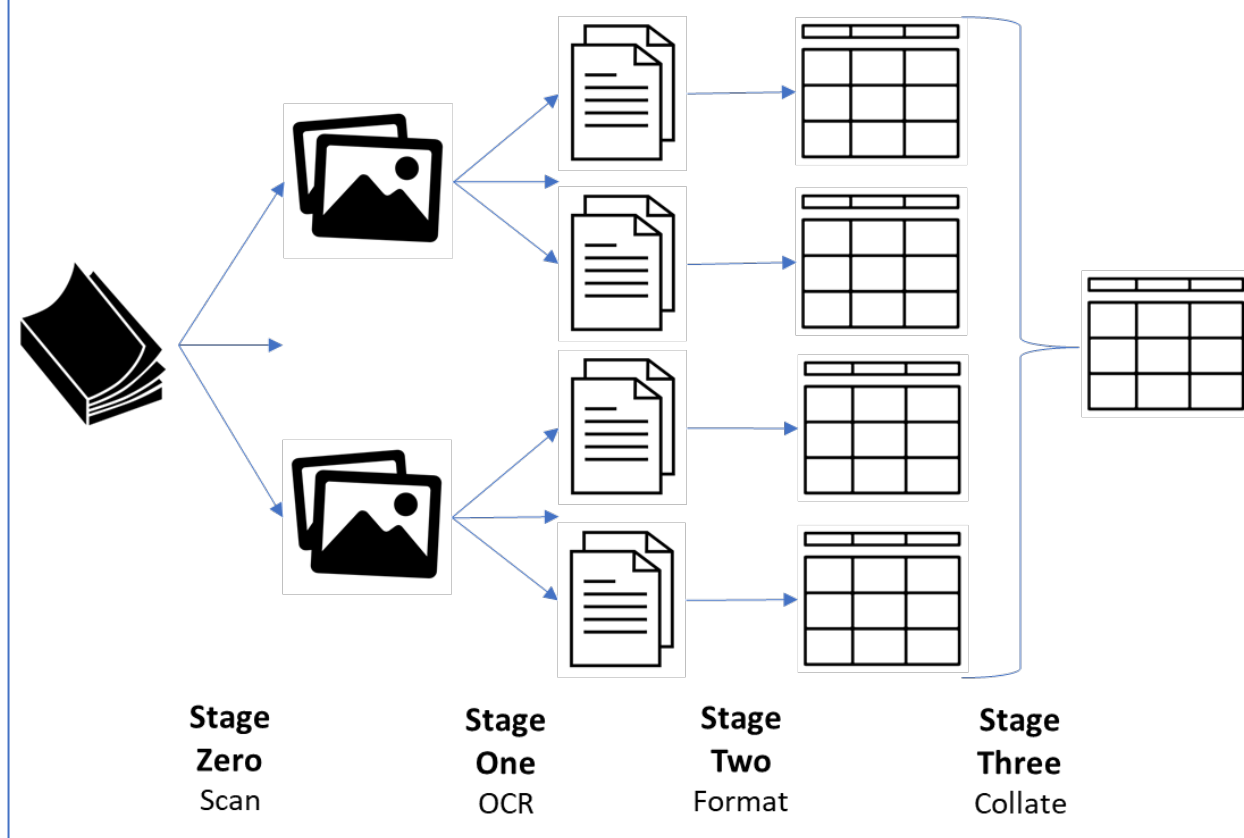 Stage
Zero
Scan
Stage
One
OCR
Stage
Two
Format
Stage
Three
Collate